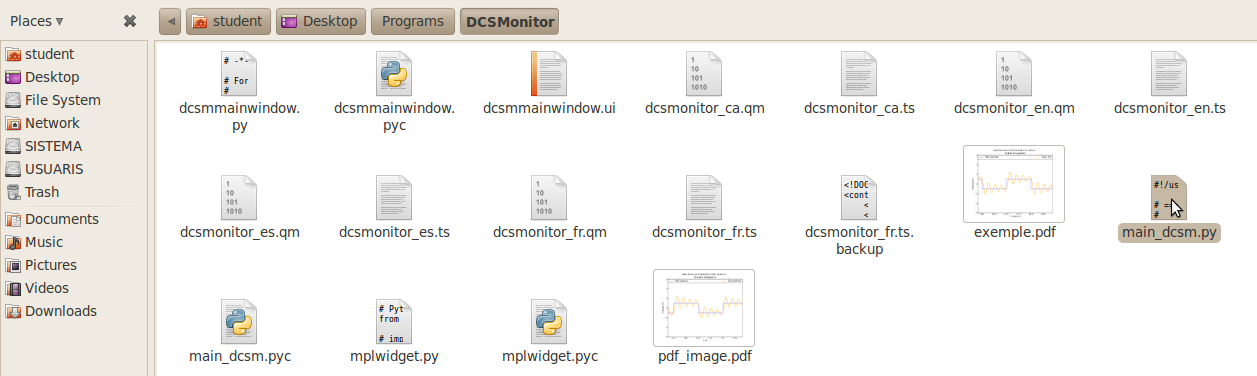 Places
student
Desktop
Programs
DCSMonitor
student
Desktop
File System
Network
SISTEMA
USUARIS
Trash
Documents
Music
Pictures
Videos
Downloads
# -*-
# For
#
dcsmmainwindow.
py
dcsmmainwindow.
pyc
dcsmmainwindow.ui
1
10
101
1010
dcsmonitor_ca.qm
dcsmonitor_ca.ts
1
10
101
1010
dcsmonitor_en.qm
dcsmonitor_en.ts
1
10
101
1010
dcsmonitor_es.qm
dcsmonitor_es.ts
1
10
101
1010
dcsmonitor_fr.qm
dcsmonitor_fr.ts
<!DOC
<cont
<
<
dcsmonitor_fr.ts.
backup
exemple.pdf
#!/us
# =
#
main_dcsm.py
main_dcsm.pyc
# Pyt
from
# imp
mplwidget.py
mplwidget.pyc
pdf_image.pdf